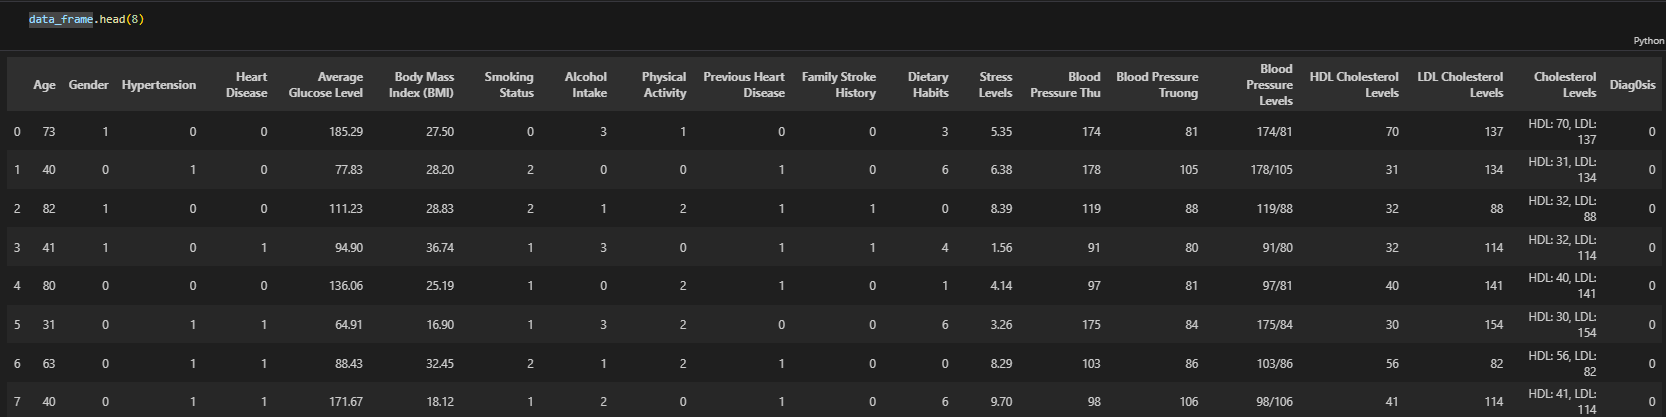 data_frame.head(8)
Python
Age Gender Hypertension Heart Disease Average Glucose Level Body Mass Index (BMI) Smoking Status Alcohol Intake Physical Activity Previous Heart Disease Family Stroke History Dietary Habits Stress Levels Blood Pressure Thu Blood Pressure Truong Blood Pressure Levels HDL Cholesterol Levels LDL Cholesterol Levels Cholesterol Levels Diag0sis
0 73 1 0 0 185.29 27.50 0 3 1 0 0 3 5.35 174 81 174/81 70 137 HDL: 70, LDL: 137 0
1 40 0 1 0 77.83 28.20 2 0 0 1 0 6 6.38 178 105 178/105 31 134 HDL: 31, LDL: 134 0
2 82 1 0 0 111.23 28.83 2 1 2 1 1 0 8.39 119 88 119/88 32 88 HDL: 32, LDL: 88 0
3 41 1 0 1 94.90 36.74 1 3 0 1 1 4 1.56 91 80 91/80 32 114 HDL: 32, LDL: 114 0
4 80 0 0 0 136.06 25.19 1 0 2 1 0 1 4.14 97 81 97/81 40 141 HDL: 40, LDL: 141 0
5 31 0 1 1 64.91 16.90 1 3 2 0 0 6 3.26 175 84 175/84 30 154 HDL: 30, LDL: 154 0
6 63 0 1 1 88.43 32.45 2 1 2 1 0 0 8.29 103 86 103/86 56 82 HDL: 56, LDL: 82 0
7 40 0 1 1 171.67 18.12 1 2 0 1 0 6 9.70 98 106 98/106 41 114 HDL: 41, LDL: 114 0